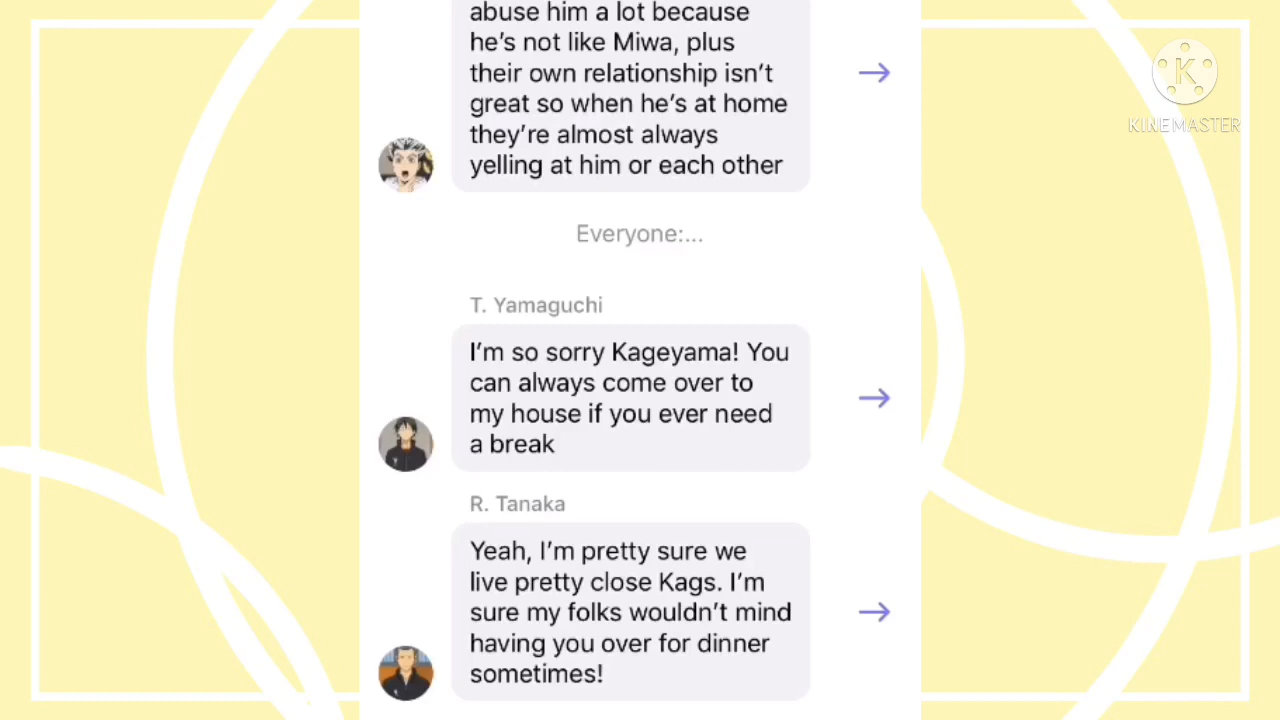 abuse him a lot because
he's not like Miwa, plus
their own relationship isn't
great so when he's at home
they're almost always
yelling at him or each other
Everyone:...
T. Yamaguchi
I'm so sorry Kageyama! You
can always come over to
my house if you ever need
a break
R. Tanaka
Yeah, I'm pretty sure we
live pretty close Kags. I'm
sure my folks wouldn't mind
having you over for dinner
sometimes!
K
KINEMASTER